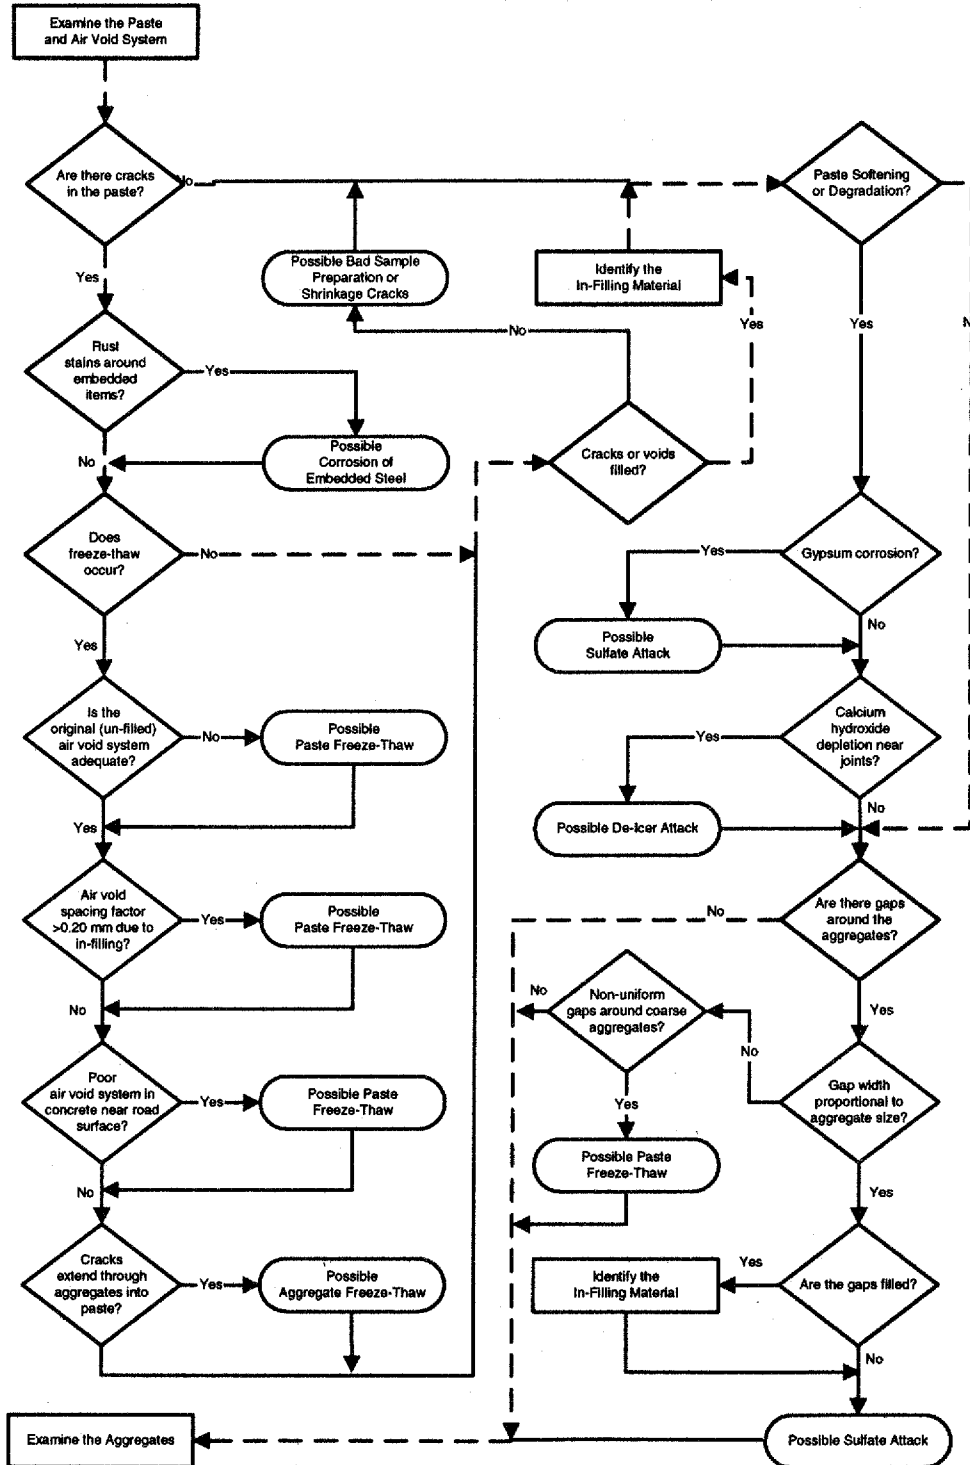 Examine the Paste
and Air Void System
Are there cracks
in the paste?
No
Paste Softening
or Degradation?
Possible Bad Sample
Preparation or
Shrinkage Cracks
Identify the
In-Filling Material
Yes
No
Yes
Yes
Rust
stains around
embedded
items?
Yes
Possible
Corrosion of
Embedded Steel
No
Cracks or voids
filled?
Does
freeze-thaw
occur?
No
Yes
Gypsum corrosion?
Possible
Sulfate Attack
No
Yes
Is the
original (un-filled)
air void system
adequate?
No
Possible
Paste Freeze-Thaw
Yes
Calcium
hydroxide
depletion near
joints?
Yes
Possible De-Icer Attack
No
Air void
spacing factor
>0.20 mm due to
in-filling?
Yes
Possible
Paste Freeze-Thaw
No
Are there gaps
around the
aggregates?
No
No
Non-uniform
gaps around coarse
aggregates?
Yes
No
Poor
air void system in
concrete near road
surface?
Yes
Possible Paste
Freeze-Thaw
Yes
Gap width
proportional to
aggregate size?
Possible Paste
Freeze-Thaw
No
Yes
Cracks
extend through
aggregates into
paste?
Yes
Possible
Aggregate Freeze-Thaw
Identify the
In-Filling Material
Yes
Are the gaps filled?
No
Examine the Aggregates
Possible Sulfate Attack